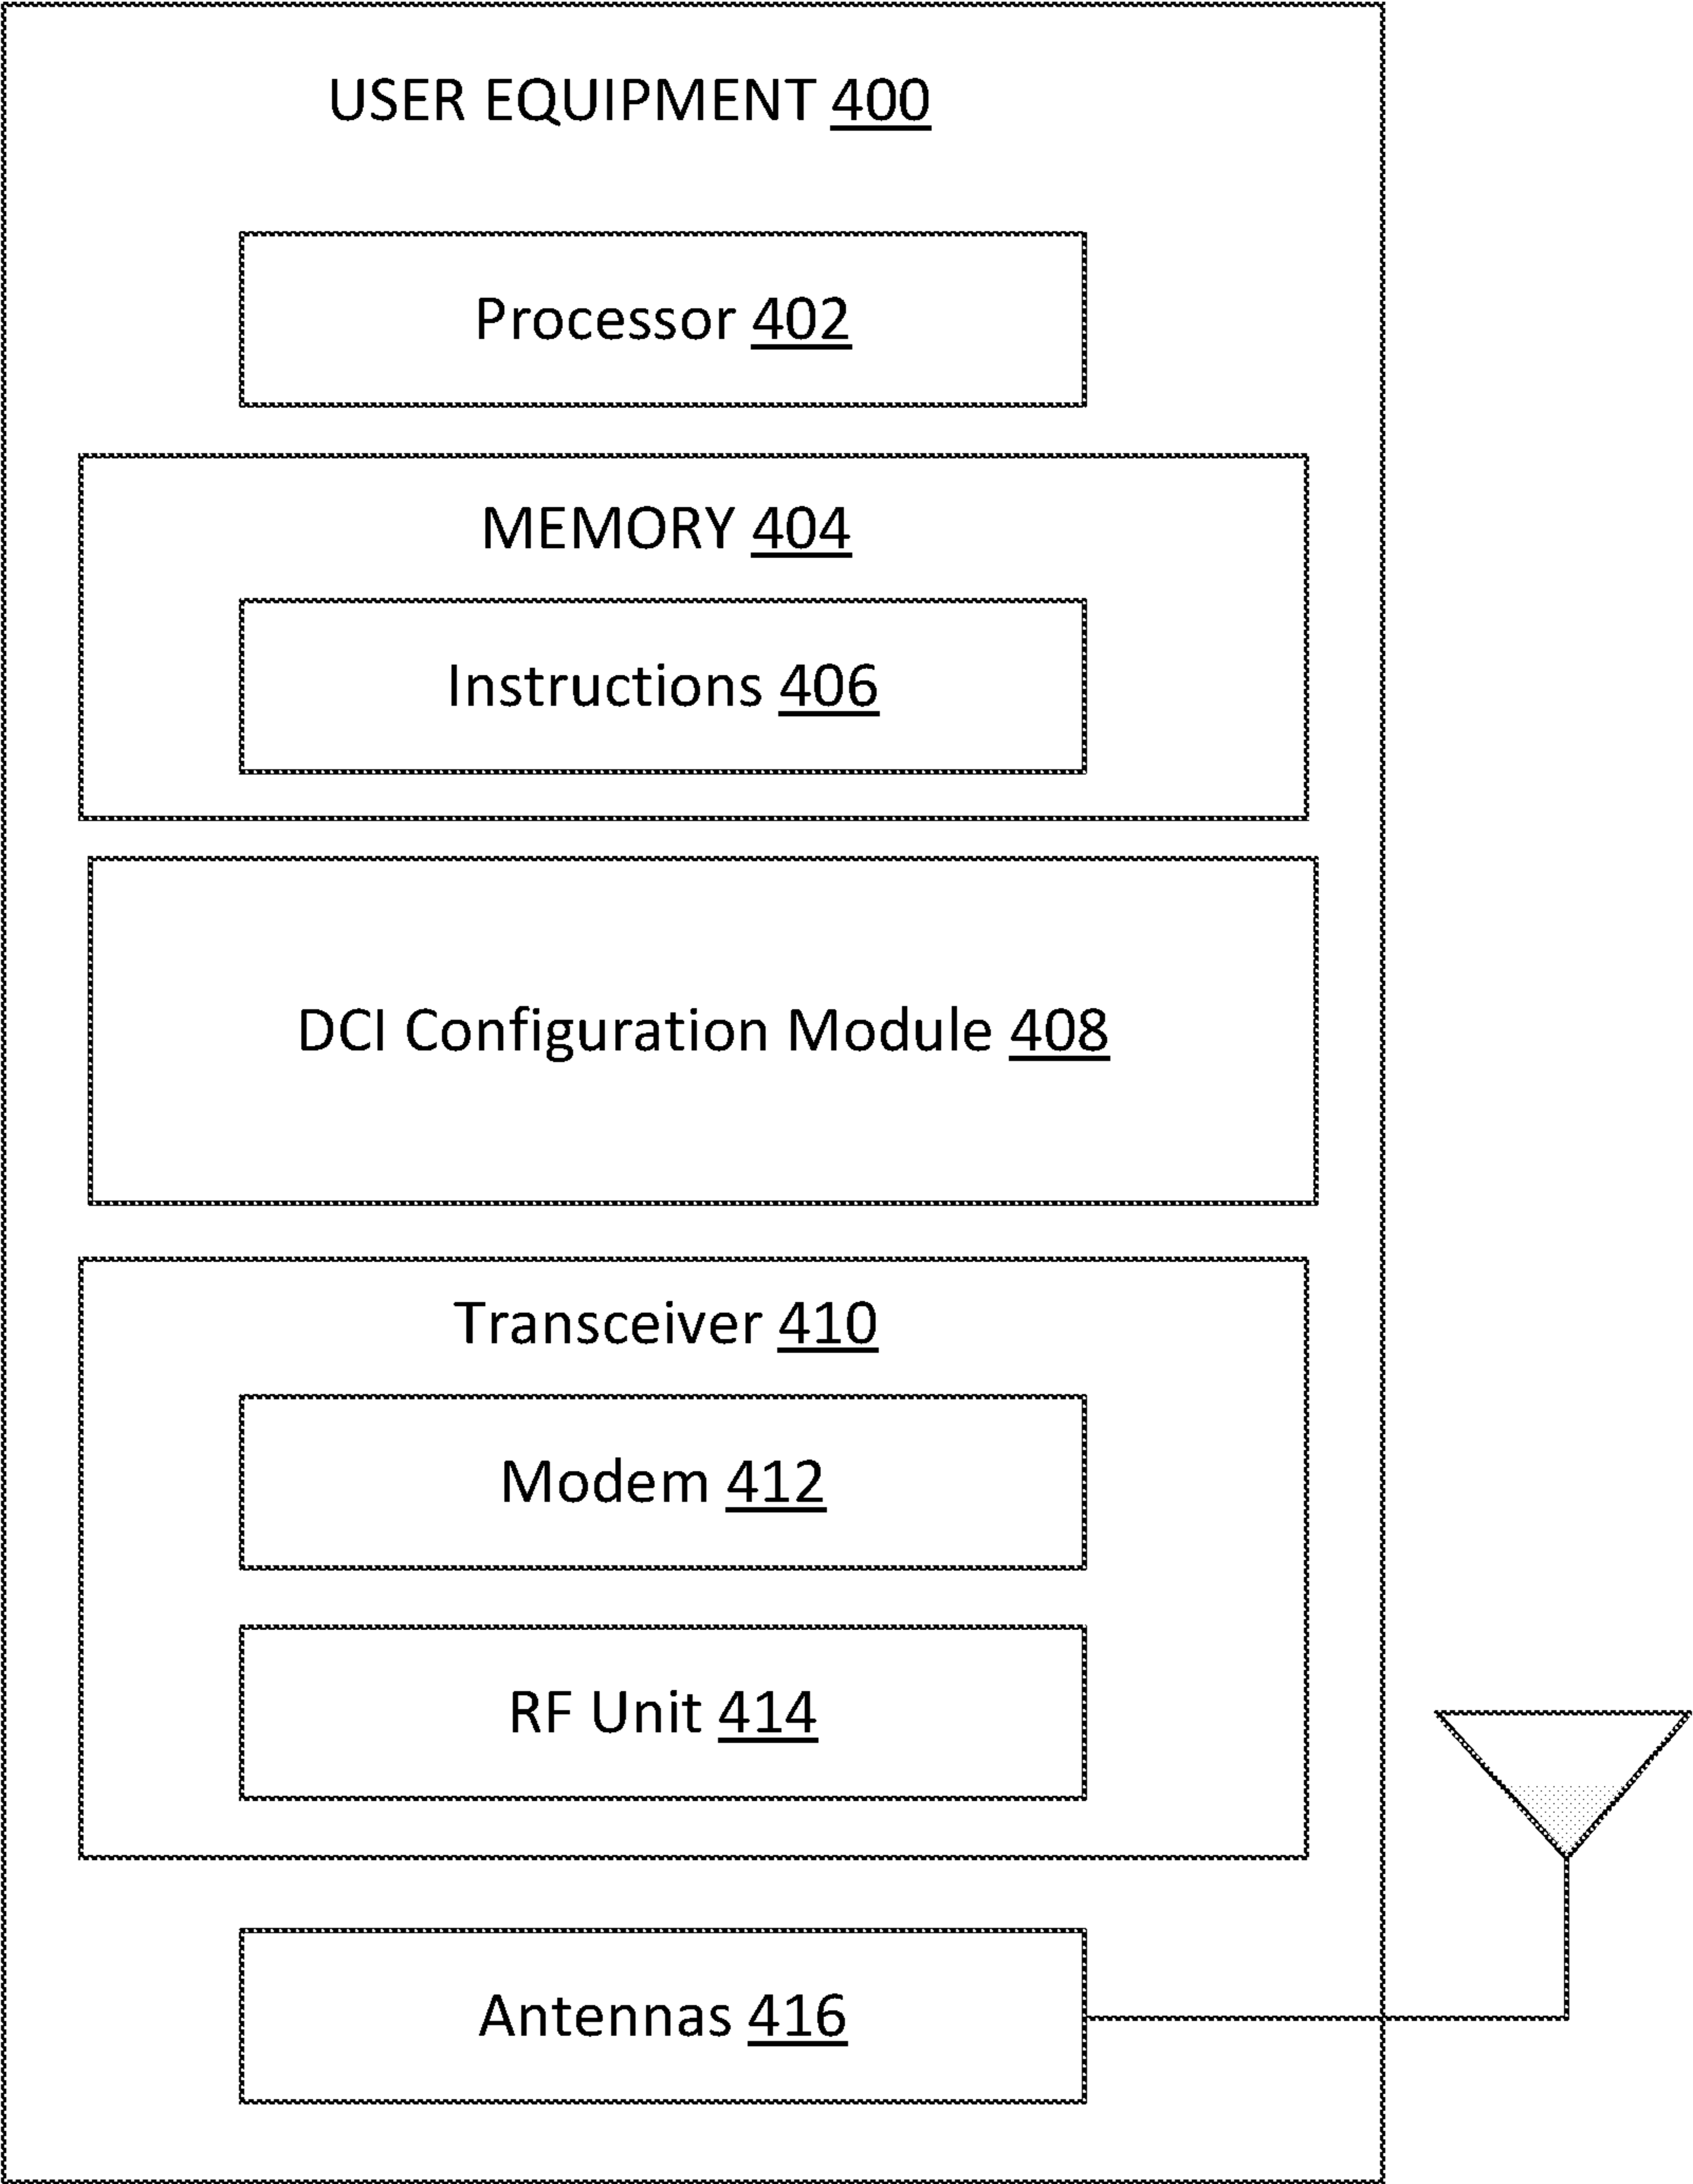 USER EQUIPMENT 400
Processor 402
MEMORY 404
Instructions 406
DCI Configuration Module 408
Transceiver 410
Modem 412
RF Unit 414
Antennas 416